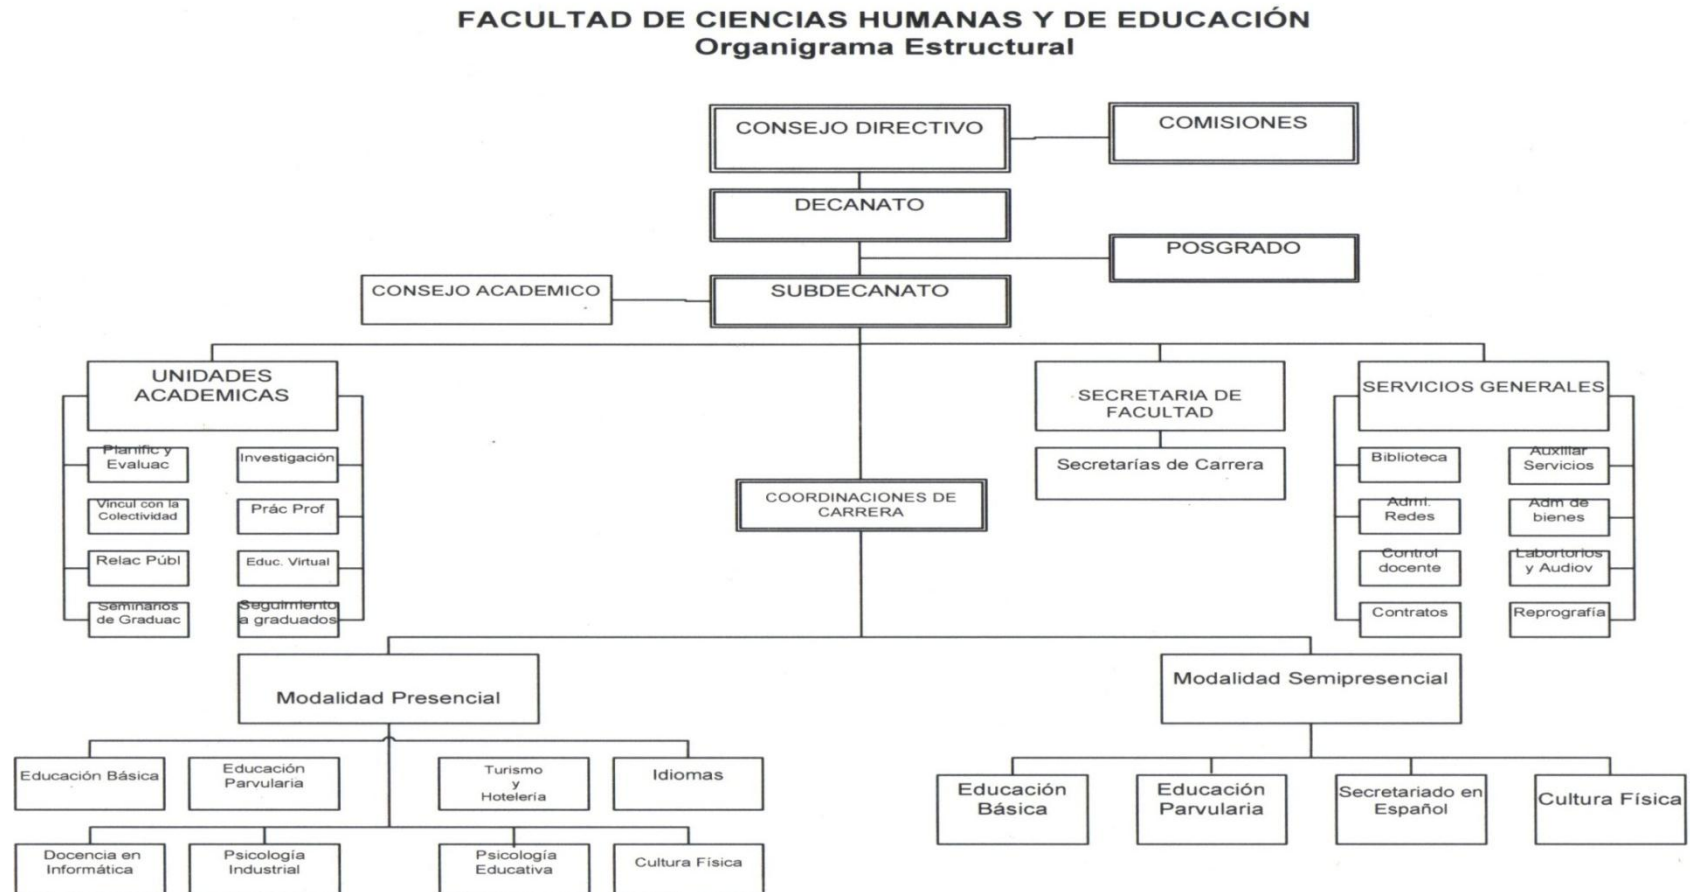 FACULTAD DE CIENCIAS HUMANAS Y DE EDUCACIÓN
Organigrama Estructural
CONSEJO DIRECTIVO
COMISIONES
DECANATO
POSGRADO
CONSEJO ACADEMICO
SUBDECANATO
UNIDADES
ACADEMICAS
SECRETARIA DE
FACULTAD
SERVICIOS GENERALES
Planific y
Evaluac
Investigación
Vincul con la
Colectividad
Prác Prof
Relac Públ
Educ. Virtual
Seminarios
de Graduac
Seguimiento
a graduados
COORDINACIONES DE
CARRERA
Secretarías de Carrera
Biblioteca
Auxiliar
Servicios
Admi.
Redes
Adm de
bienes
Control
docente
Labortorios
y Audiov
Contratos
Reprografía
Modalidad Presencial
Modalidad Semipresencial
Educación Básica
Educación
Parvularia
Turismo
y
Hotelería
Idiomas
Docencia en
Informática
Psicología
Industrial
Psicología
Educativa
Cultura Física
Educación
Básica
Educación
Parvularia
Secretariado en
Español
Cultura Física